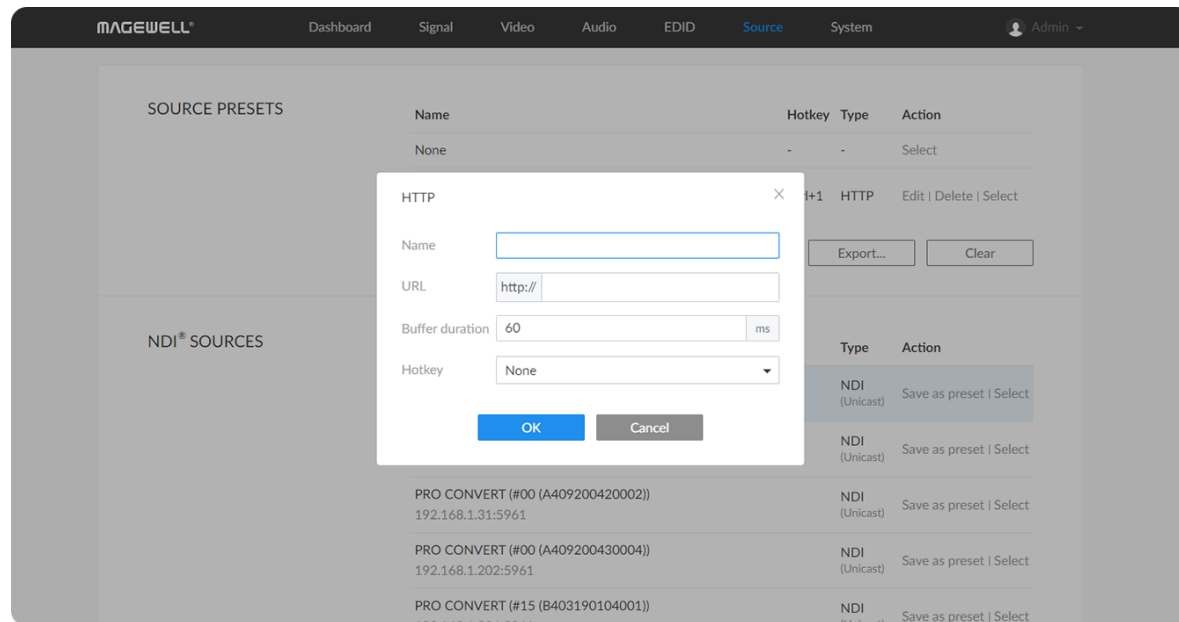 MAGEWELL®
Dashboard Signal Video Audio EDID Source System Admin
SOURCE PRESETS
Name Hotkey Type Action
None - - Select
HTTP Edit | Delete | Select
Export... Clear
HTTP
Name
URL http://
Buffer duration 60 ms
Hotkey None
OK Cancel
NDI® SOURCES
Type Action
NDI
(Unicast)
Save as preset | Select
NDI
(Unicast)
Save as preset | Select
PRO CONVERT (#00 (A409200420002))
192.168.1.31:5961
NDI
(Unicast)
Save as preset | Select
PRO CONVERT (#00 (A409200430004))
192.168.1.202:5961
NDI
(Unicast)
Save as preset | Select
PRO CONVERT (#15 (B403190104001))
NDI
Save as preset | Select